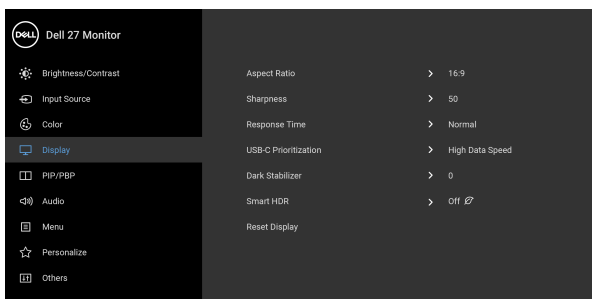 DELL Dell 27 Monitor
Brightness/Contrast
Input Source
Color
Display
PIP/PBP
Audio
Menu
Personalize
Others
Aspect Ratio > 16:9
Sharpness > 50
Response Time > Normal
USB-C Prioritization > High Data Speed
Dark Stabilizer > 0
Smart HDR > Off
Reset Display